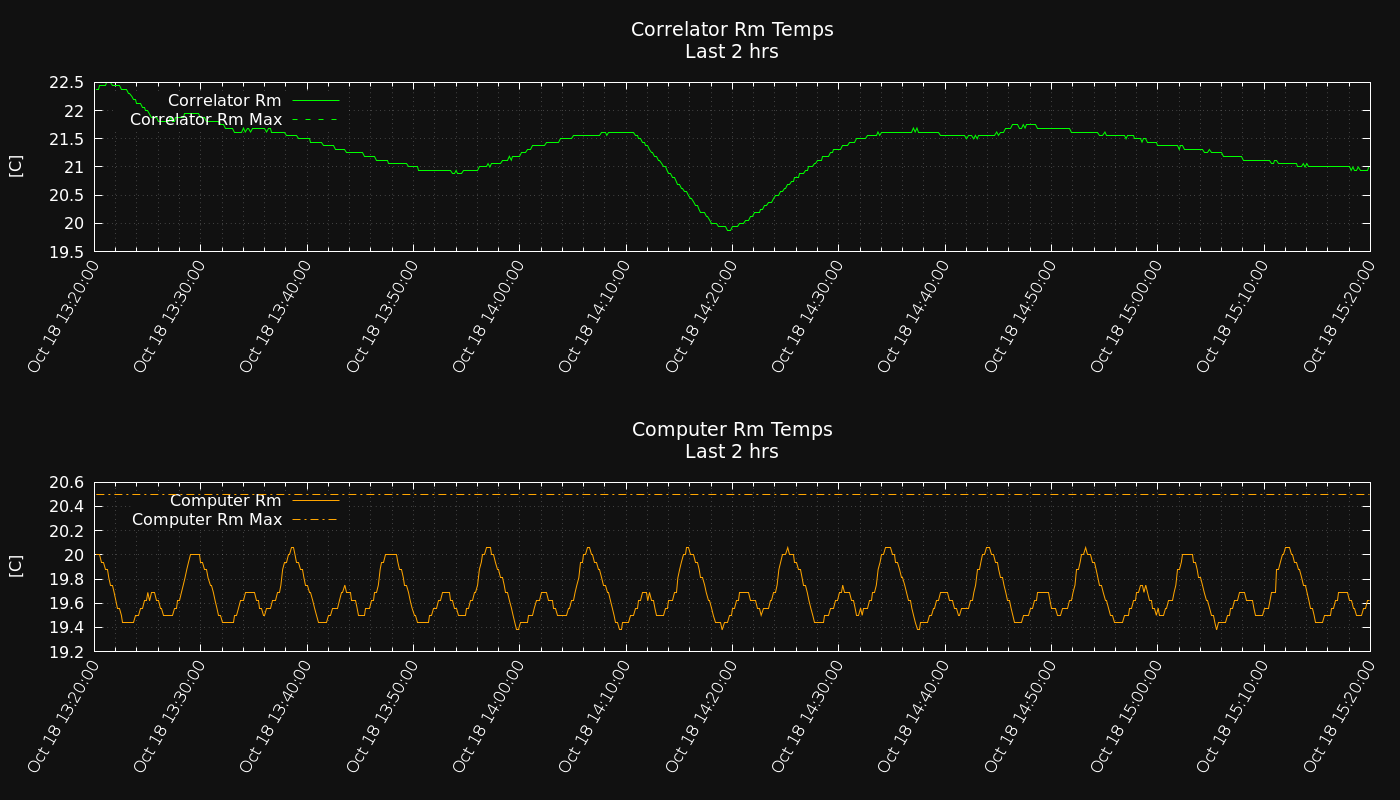 Correlator Rm Temps
Last 2 hrs
22.5
22
21.5
21
20.5
20
19.5
[C]
Correlator Rm
Correlator Rm Max
Oct 18 13:20:00
Oct 18 13:30:00
Oct 18 13:40:00
Oct 18 13:50:00
Oct 18 14:00:00
Oct 18 14:10:00
Oct 18 14:20:00
Oct 18 14:30:00
Oct 18 14:40:00
Oct 18 14:50:00
Oct 18 15:00:00
Oct 18 15:10:00
Oct 18 15:20:00
Computer Rm Temps
Last 2 hrs
20.6
20.4
20.2
20
19.8
19.6
19.4
19.2
[C]
Computer Rm
Computer Rm Max
Oct 18 13:20:00
Oct 18 13:30:00
Oct 18 13:40:00
Oct 18 13:50:00
Oct 18 14:00:00
Oct 18 14:10:00
Oct 18 14:20:00
Oct 18 14:30:00
Oct 18 14:40:00
Oct 18 14:50:00
Oct 18 15:00:00
Oct 18 15:10:00
Oct 18 15:20:00